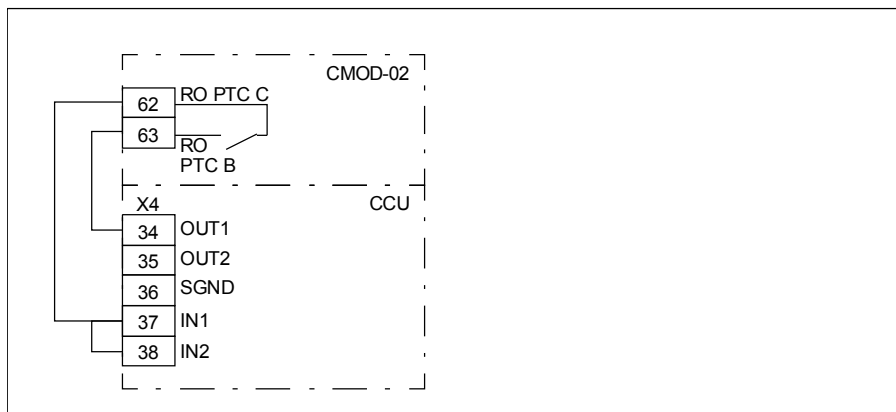 CMOD-02
62 RO PTC C
63 RO
PTC B
X4 CCU
34 OUT1
35 OUT2
36 SGND
37 IN1
38 IN2